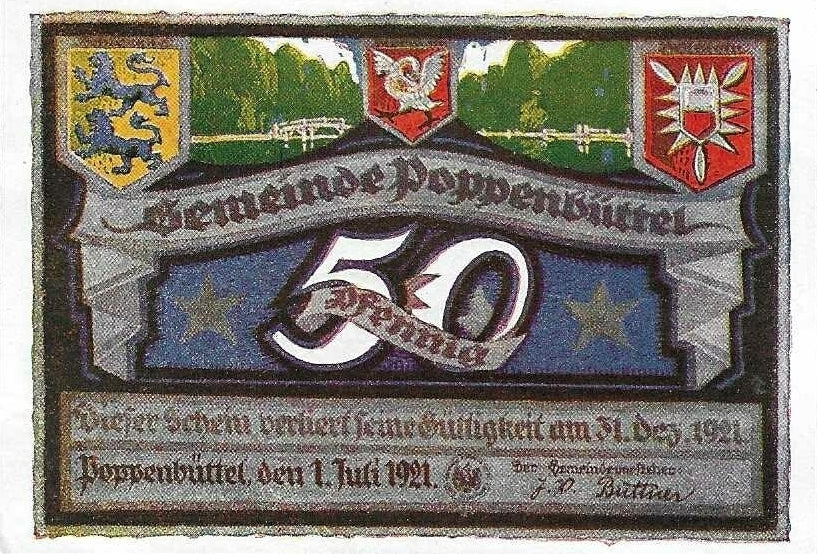 Gemeinde Poppenbüttel
50
Pfennig
Dieser Schein verliert seine Gültigkeit am 31. Dez. 1921
Poppenbüttel, den 1. Juli 1921.
Der Gemeindevorsteher:
J. V. Büttner